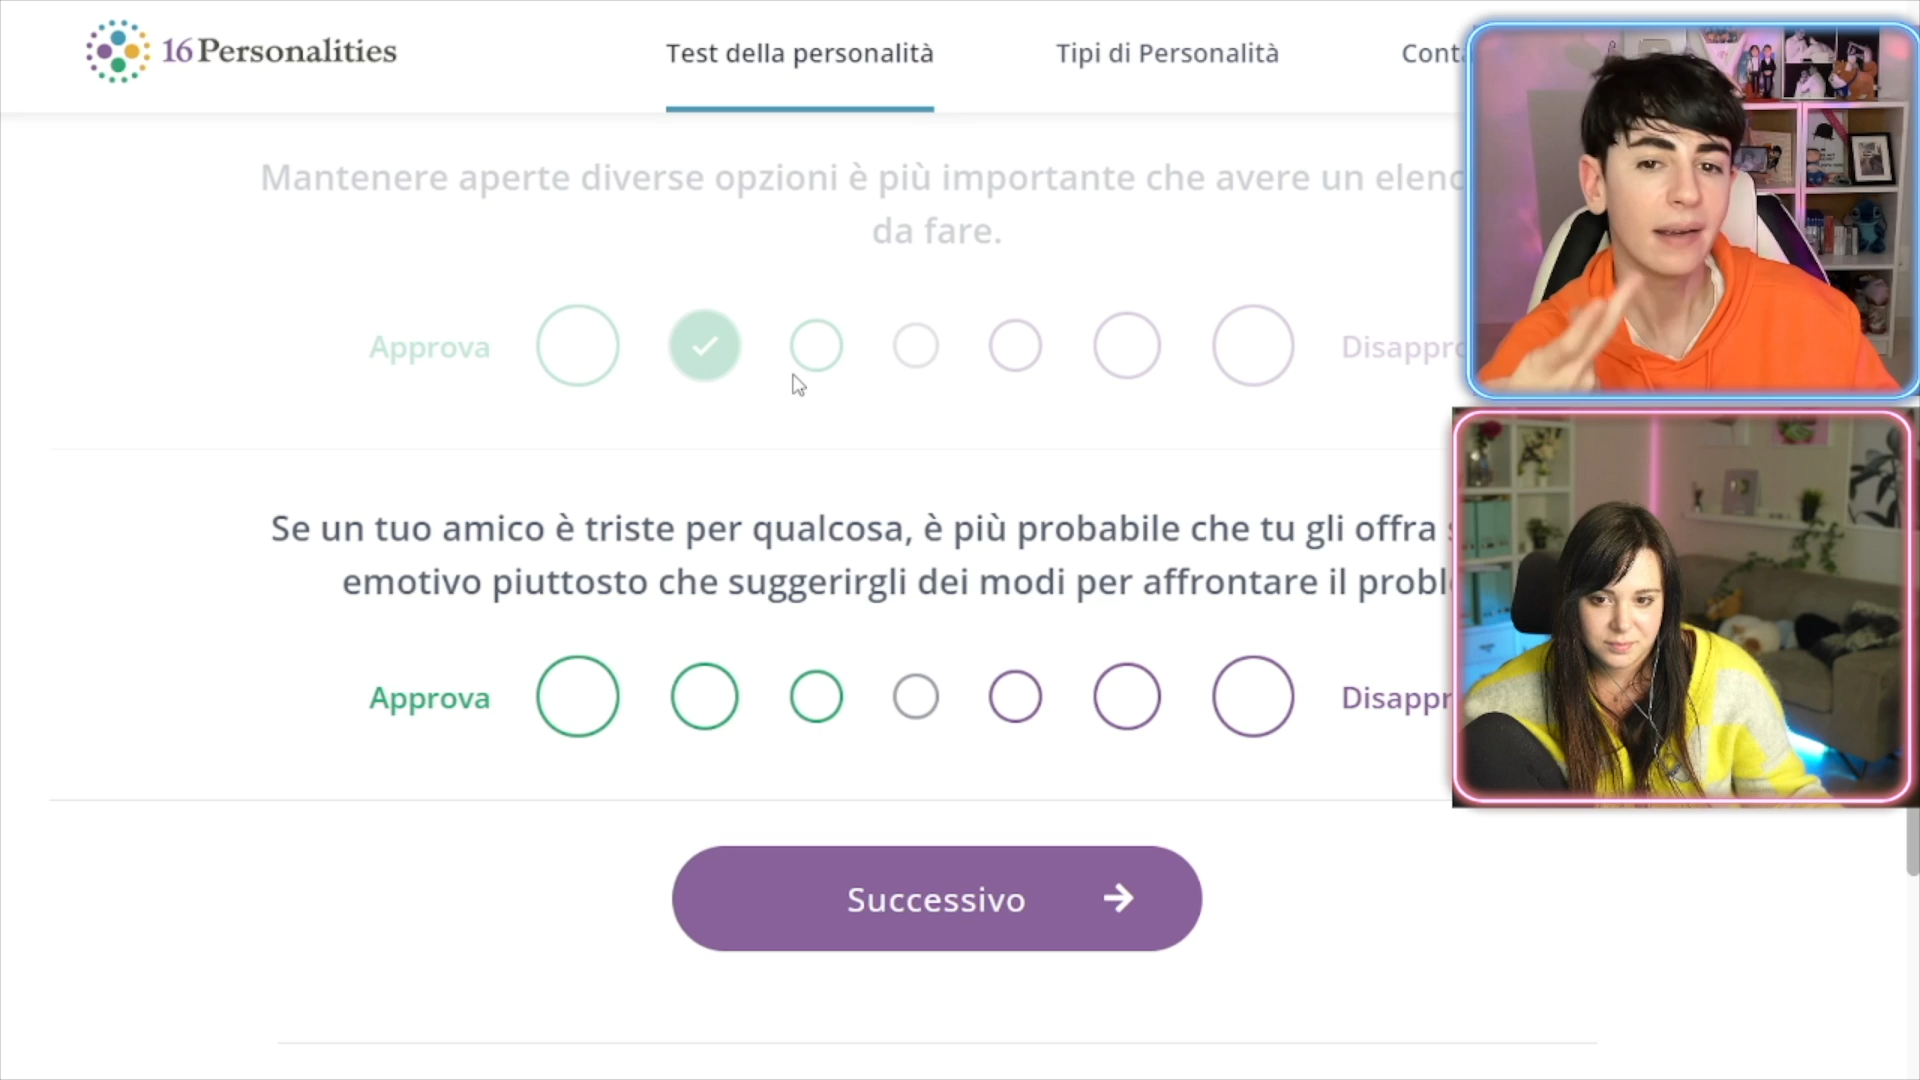 16Personalities
Test della personalità
Tipi di Personalità
Mantenere aperte diverse opzioni è più importante che avere un
da fare.
Approva
Se un tuo amico è triste per qualcosa, è più probabile che tu gli offra
emotivo piuttosto che suggerirgli dei modi per affrontare il
Approva
Successivo